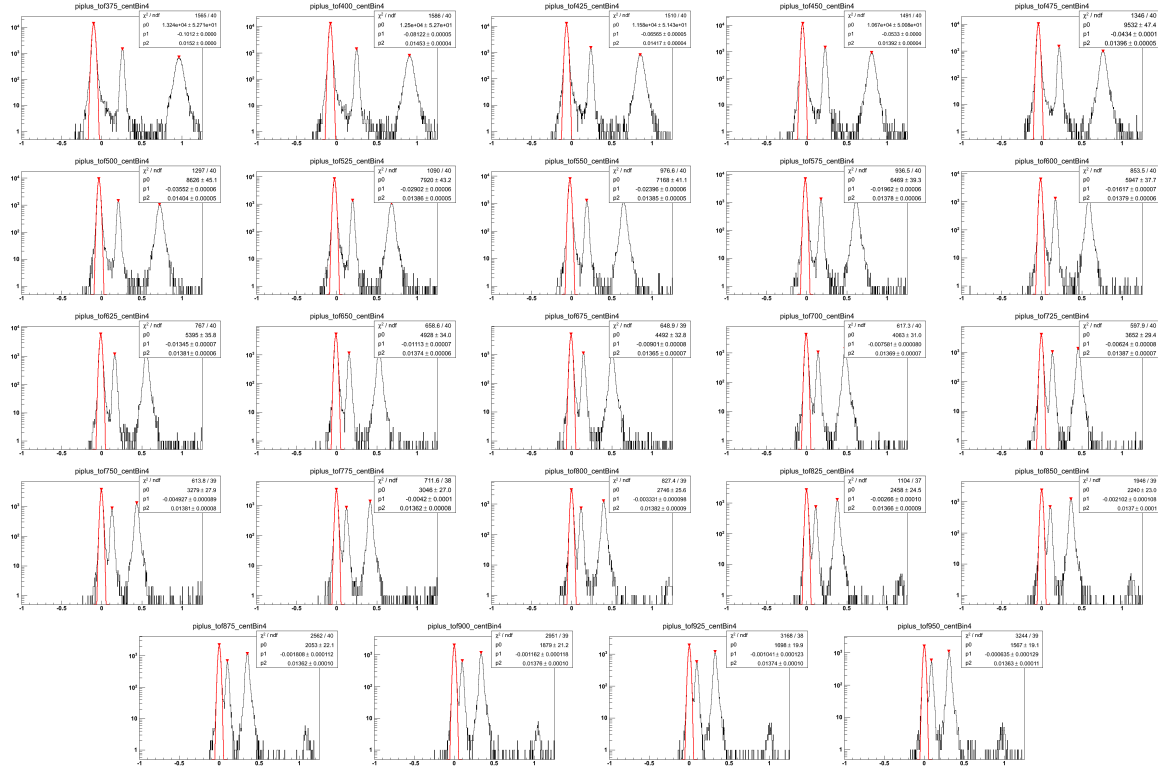 piplus_tof375_centBin4
χ² / ndf 1565 / 40
p0 1.324e+04 ± 5.271e+01
p1 -0.1012 ± 0.0000
p2 0.0152 ± 0.0000
piplus_tof400_centBin4
χ² / ndf 1588 / 40
p0 1.25e+04 ± 5.27e+01
p1 -0.08122 ± 0.00005
p2 0.01453 ± 0.00004
piplus_tof425_centBin4
χ² / ndf 1510 / 40
p0 1.158e+04 ± 5.143e+01
p1 -0.06565 ± 0.00005
p2 0.01417 ± 0.00004
piplus_tof450_centBin4
χ² / ndf 1491 / 40
p0 1.067e+04 ± 5.008e+01
p1 -0.0533 ± 0.0000
p2 0.01392 ± 0.00004
piplus_tof475_centBin4
χ² / ndf 1346 / 40
p0 9532 ± 47.4
p1 -0.0434 ± 0.0001
p2 0.01396 ± 0.00005
piplus_tof500_centBin4
χ² / ndf 1297 / 40
p0 8626 ± 45.1
p1 -0.03552 ± 0.00006
p2 0.01404 ± 0.00005
piplus_tof525_centBin4
χ² / ndf 1090 / 40
p0 7920 ± 43.2
p1 -0.02902 ± 0.00006
p2 0.01386 ± 0.00005
piplus_tof550_centBin4
χ² / ndf 976.6 / 40
p0 7168 ± 41.1
p1 -0.02396 ± 0.00006
p2 0.01385 ± 0.00005
piplus_tof575_centBin4
χ² / ndf 936.5 / 40
p0 6469 ± 39.3
p1 -0.01962 ± 0.00006
p2 0.01378 ± 0.00006
piplus_tof600_centBin4
χ² / ndf 853.5 / 40
p0 5947 ± 37.7
p1 -0.01617 ± 0.00007
p2 0.01379 ± 0.00006
piplus_tof625_centBin4
χ² / ndf 767 / 40
p0 5395 ± 35.8
p1 -0.01345 ± 0.00007
p2 0.01381 ± 0.00006
piplus_tof650_centBin4
χ² / ndf 658.6 / 40
p0 4928 ± 34.0
p1 -0.01113 ± 0.00007
p2 0.01374 ± 0.00006
piplus_tof675_centBin4
χ² / ndf 648.9 / 39
p0 4492 ± 32.8
p1 -0.00901 ± 0.00008
p2 0.01365 ± 0.00007
piplus_tof700_centBin4
χ² / ndf 617.3 / 40
p0 4063 ± 31.0
p1 -0.007581 ± 0.000080
p2 0.01369 ± 0.00007
piplus_tof725_centBin4
χ² / ndf 597.9 / 40
p0 3652 ± 29.4
p1 -0.00624 ± 0.00008
p2 0.01387 ± 0.00008
piplus_tof750_centBin4
χ² / ndf 613.8 / 39
p0 3279 ± 27.9
p1 -0.004927 ± 0.000089
p2 0.01381 ± 0.00008
piplus_tof775_centBin4
χ² / ndf 711.6 / 38
p0 3046 ± 27.0
p1 -0.0042 ± 0.0001
p2 0.01362 ± 0.00008
piplus_tof800_centBin4
χ² / ndf 827.4 / 39
p0 2746 ± 25.6
p1 -0.003331 ± 0.000098
p2 0.01382 ± 0.00009
piplus_tof825_centBin4
χ² / ndf 1104 / 37
p0 2458 ± 24.5
p1 -0.00266 ± 0.00010
p2 0.01366 ± 0.00009
piplus_tof850_centBin4
χ² / ndf 1946 / 39
p0 2240 ± 23.0
p1 -0.002102 ± 0.000108
p2 0.0137 ± 0.0001
piplus_tof875_centBin4
χ² / ndf 2562 / 40
p0 2053 ± 22.1
p1 -0.001606 ± 0.000112
p2 0.01362 ± 0.00010
piplus_tof900_centBin4
χ² / ndf 2951 / 39
p0 1879 ± 21.2
p1 -0.001162 ± 0.000118
p2 0.01376 ± 0.00010
piplus_tof925_centBin4
χ² / ndf 3168 / 38
p0 1698 ± 19.9
p1 -0.001041 ± 0.000123
p2 0.01374 ± 0.00010
piplus_tof950_centBin4
χ² / ndf 3244 / 39
p0 1567 ± 19.1
p1 -0.000635 ± 0.000129
p2 0.01363 ± 0.00011